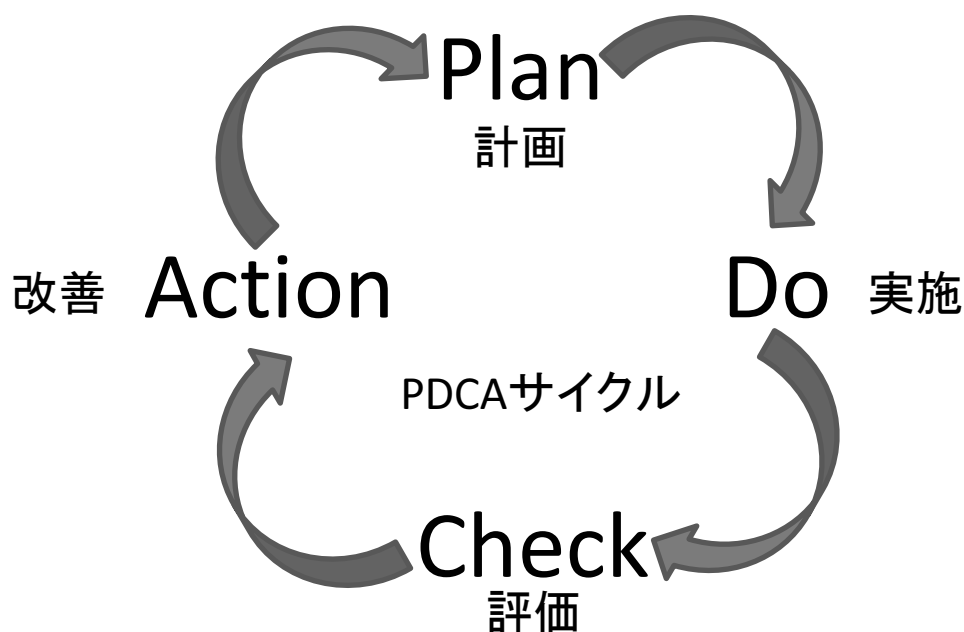 Plan
計画
改善 Action
Do 実施
PDCAサイクル
Check
評価